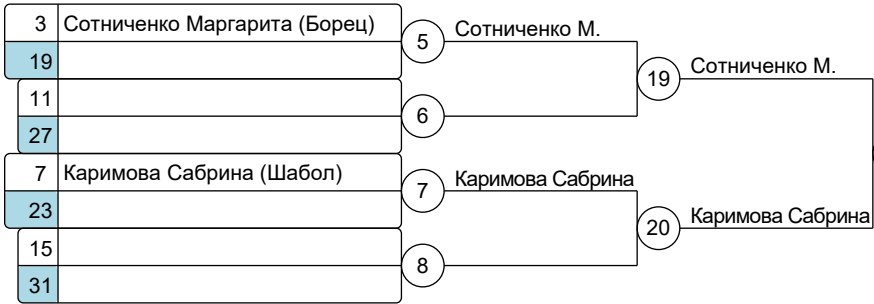 3 Сотниченко Маргарита (Борец)
19
11
27
7 Каримова Сабрина (Шабол)
23
15
31
5
6
7
8
Сотниченко М.
Каримова Сабрина
19
20
Сотниченко М.
Каримова Сабрина